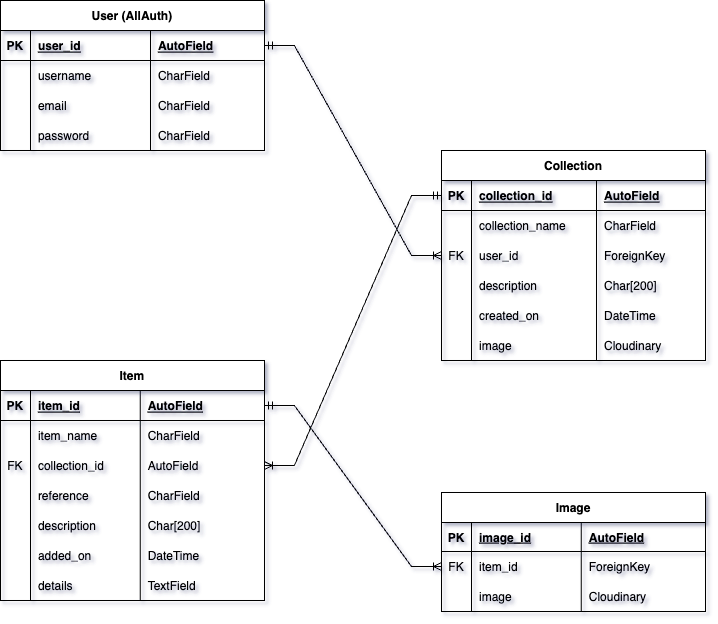 User (AllAuth)
PK user_id AutoField
username CharField
email CharField
password CharField
Collection
PK collection_id AutoField
collection_name CharField
FK user_id ForeignKey
description Char[200]
created_on DateTime
image Cloudinary
Item
PK item_id AutoField
item_name CharField
FK collection_id AutoField
reference CharField
description Char[200]
added_on DateTime
details TextField
Image
PK image_id AutoField
FK item_id ForeignKey
image Cloudinary